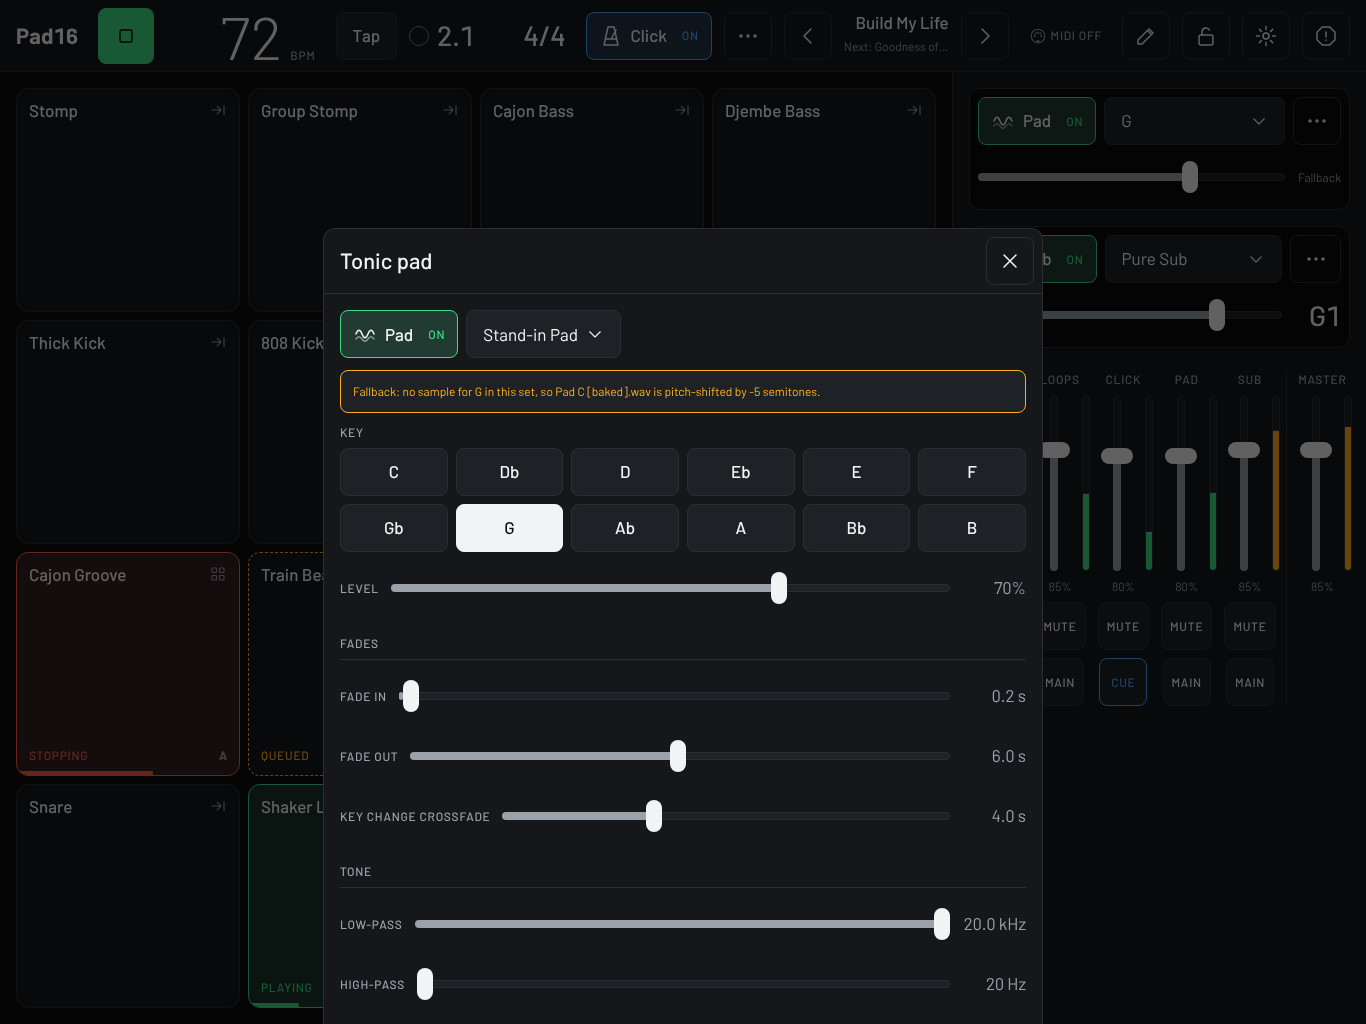 Pad16
72 BPM
Tap
2.1
4/4
Click ON
Build My Life
Next: Goodness of...
MIDI OFF
Stomp
Group Stomp
Cajon Bass
Djembe Bass
Pad ON
G
Fallback
Tonic pad
b ON
Pure Sub
G1
Pad ON
Stand-in Pad
Fallback: no sample for G in this set, so Pad C [baked].wav is pitch-shifted by -5 semitones.
KEY
C
Db
D
Eb
E
F
Gb
G
Ab
A
Bb
B
LEVEL
70%
FADES
FADE IN
0.2 s
FADE OUT
6.0 s
KEY CHANGE CROSSFADE
4.0 s
TONE
LOW-PASS
20.0 kHz
HIGH-PASS
20 Hz
Thick Kick
808 Kick
Cajon Groove
STOPPING
A
Train Bea
QUEUED
Snare
Shaker L
PLAYING
LOOPS
CLICK
PAD
SUB
MASTER
85%
80%
80%
85%
85%
MUTE
MUTE
MUTE
MUTE
MAIN
CUE
MAIN
MAIN